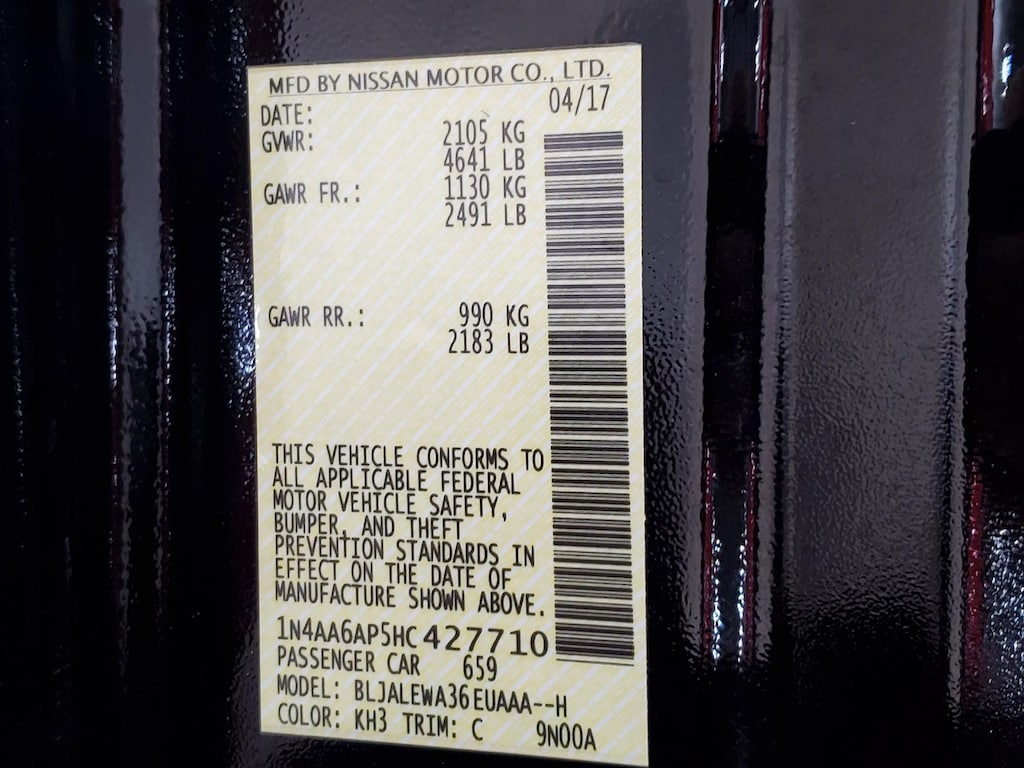 MFD BY NISSAN MOTOR CO., LTD.
DATE: 04/17
GVWR: 2105 KG
4641 LB
GAWR FR.: 1130 KG
2491 LB
GAWR RR.: 990 KG
2183 LB
THIS VEHICLE CONFORMS TO
ALL APPLICABLE FEDERAL
MOTOR VEHICLE SAFETY,
BUMPER, AND THEFT
PREVENTION STANDARDS IN
EFFECT ON THE DATE OF
MANUFACTURE SHOWN ABOVE.
1N4AA6AP5HC427710
PASSENGER CAR 659
MODEL: BLJALEWA36EUAAA--H
COLOR: KH3 TRIM: C 9N00A